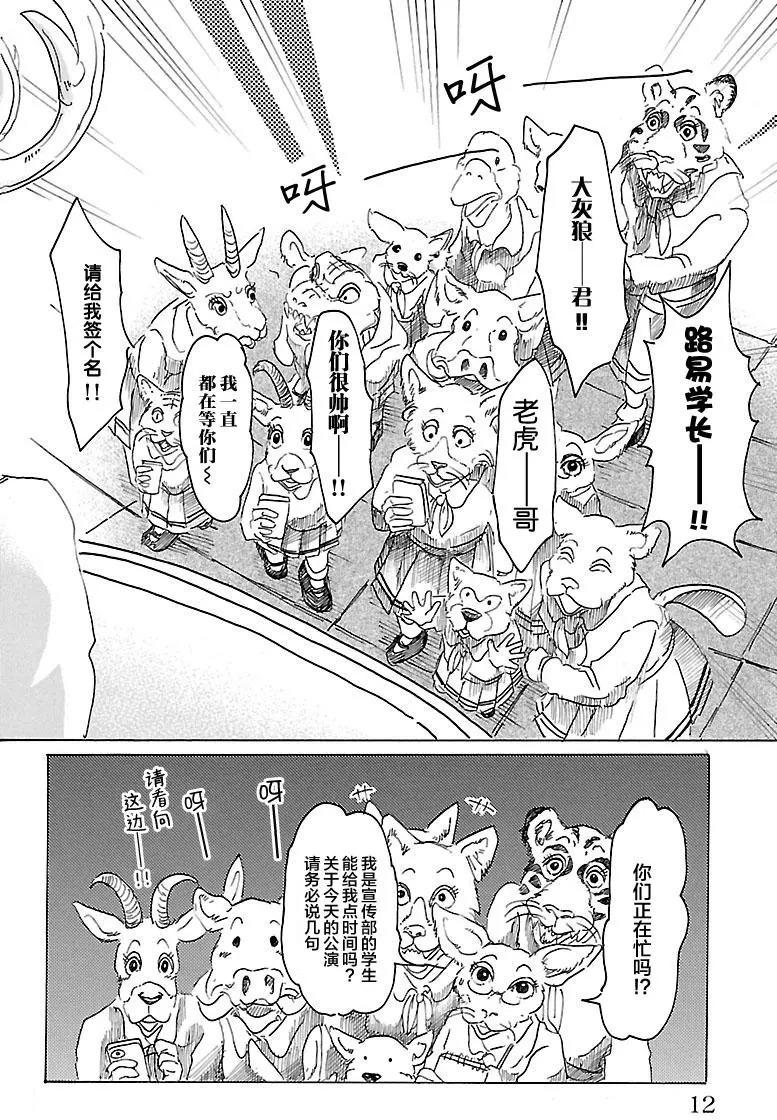 呀
大灰狼——君!!
路易学长——!!
呀
老虎——哥
你们很帅啊——!!
我一直
都在等你们～
请给我签个名!!
你们正在忙吗!?
我是宣传部的学生
能给我点时间吗?
关于今天的公演
请务必说几句
呀——
呀——
请看向
这边——!!
12